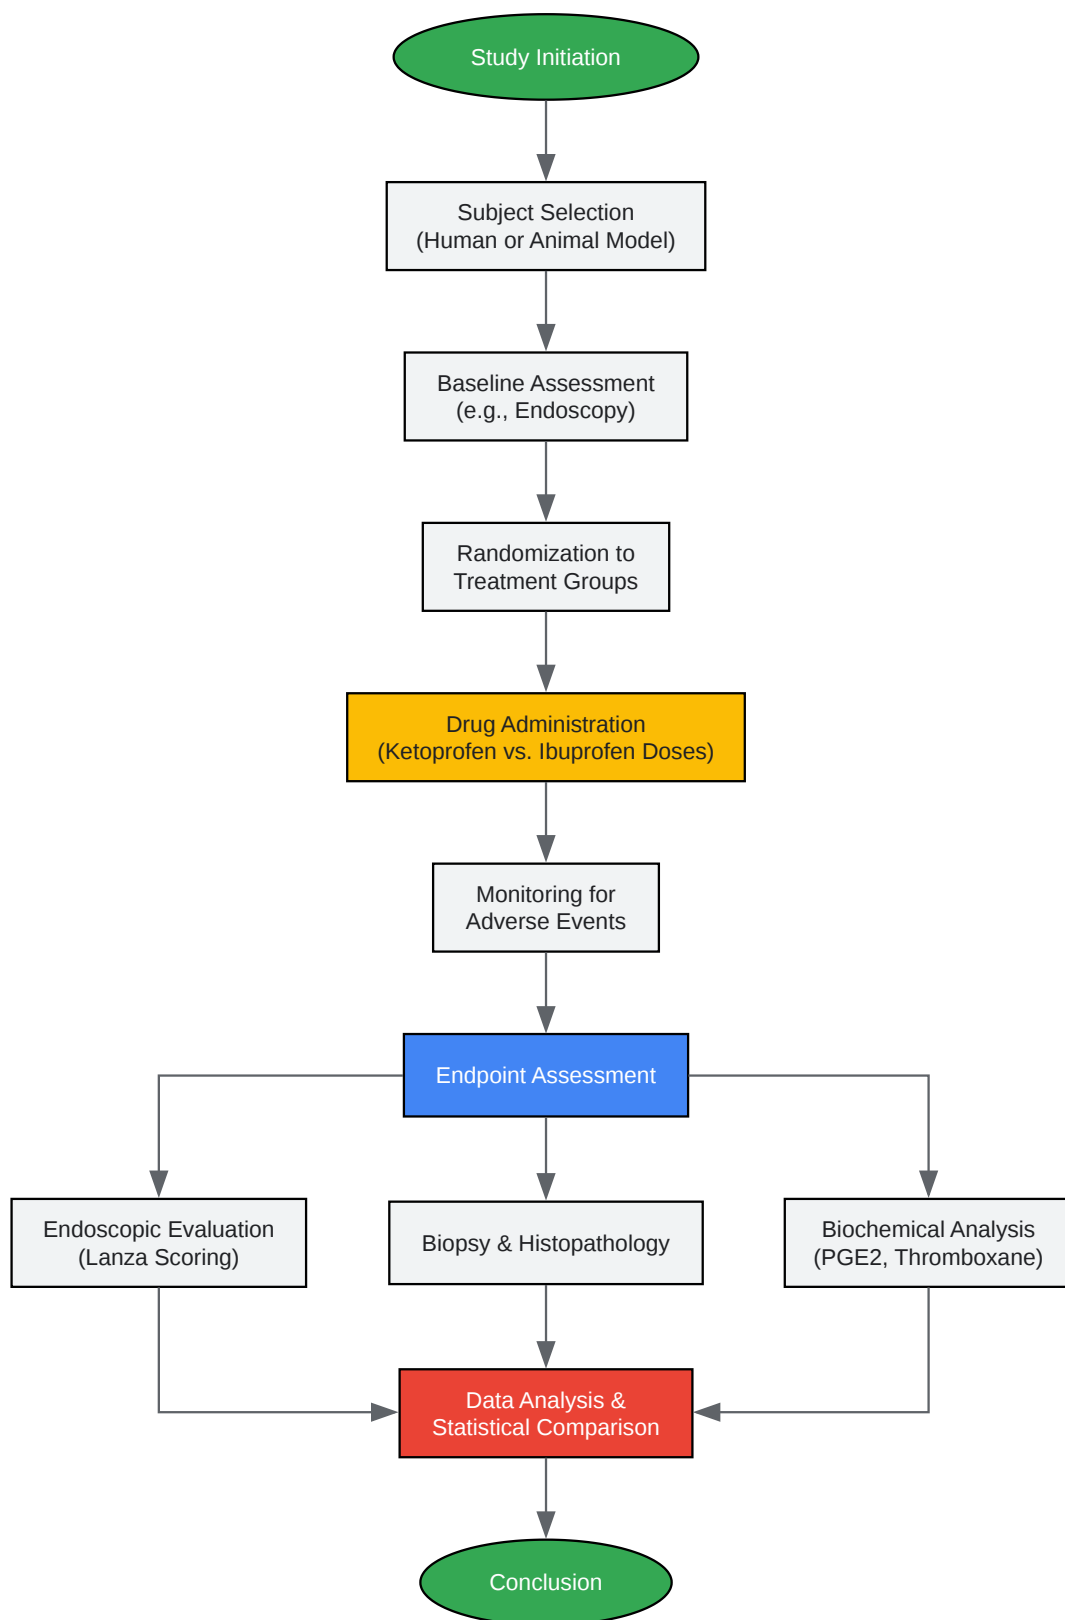 Study Initiation
Subject Selection
(Human or Animal Model)
Baseline Assessment
(e.g., Endoscopy)
Randomization to
Treatment Groups
Drug Administration
(Ketoprofen vs. Ibuprofen Doses)
Monitoring for
Adverse Events
Endpoint Assessment
Endoscopic Evaluation
(Lanza Scoring)
Biopsy & Histopathology
Biochemical Analysis
(PGE2, Thromboxane)
Data Analysis &
Statistical Comparison
Conclusion